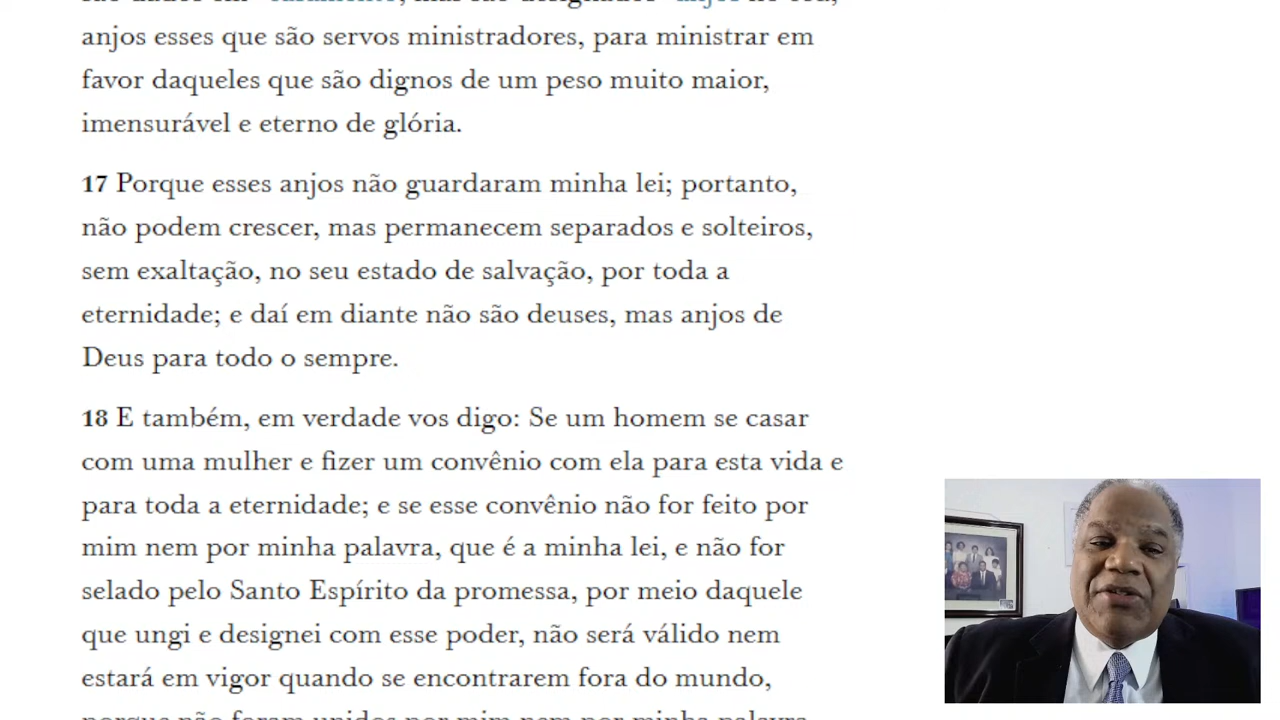 anjos esses que são servos ministradores, para ministrar em
favor daqueles que são dignos de um peso muito maior,
imensurável e eterno de glória.
17 Porque esses anjos não guardaram minha lei; portanto,
não podem crescer, mas permanecem separados e solteiros,
sem exaltação, no seu estado de salvação, por toda a
eternidade; e daí em diante não são deuses, mas anjos de
Deus para todo o sempre.
18 E também, em verdade vos digo: Se um homem se casar
com uma mulher e fizer um convênio com ela para esta vida e
para toda a eternidade; e se esse convênio não for feito por
mim nem por minha palavra, que é a minha lei, e não for
selado pelo Santo Espírito da promessa, por meio daquele
que ungi e designei com esse poder, não será válido nem
estará em vigor quando se encontrarem fora do mundo,